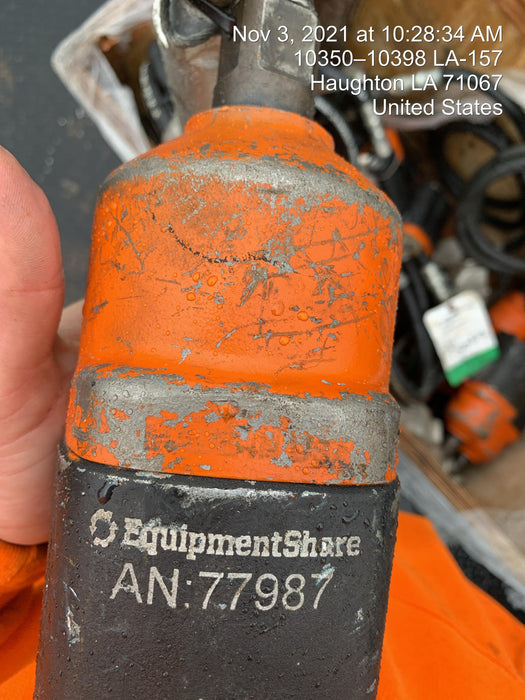 Nov 3, 2021 at 10:28:34 AM
10350–10398 LA-157
Haughton LA 71067
United States
EquipmentShare
AN:77987